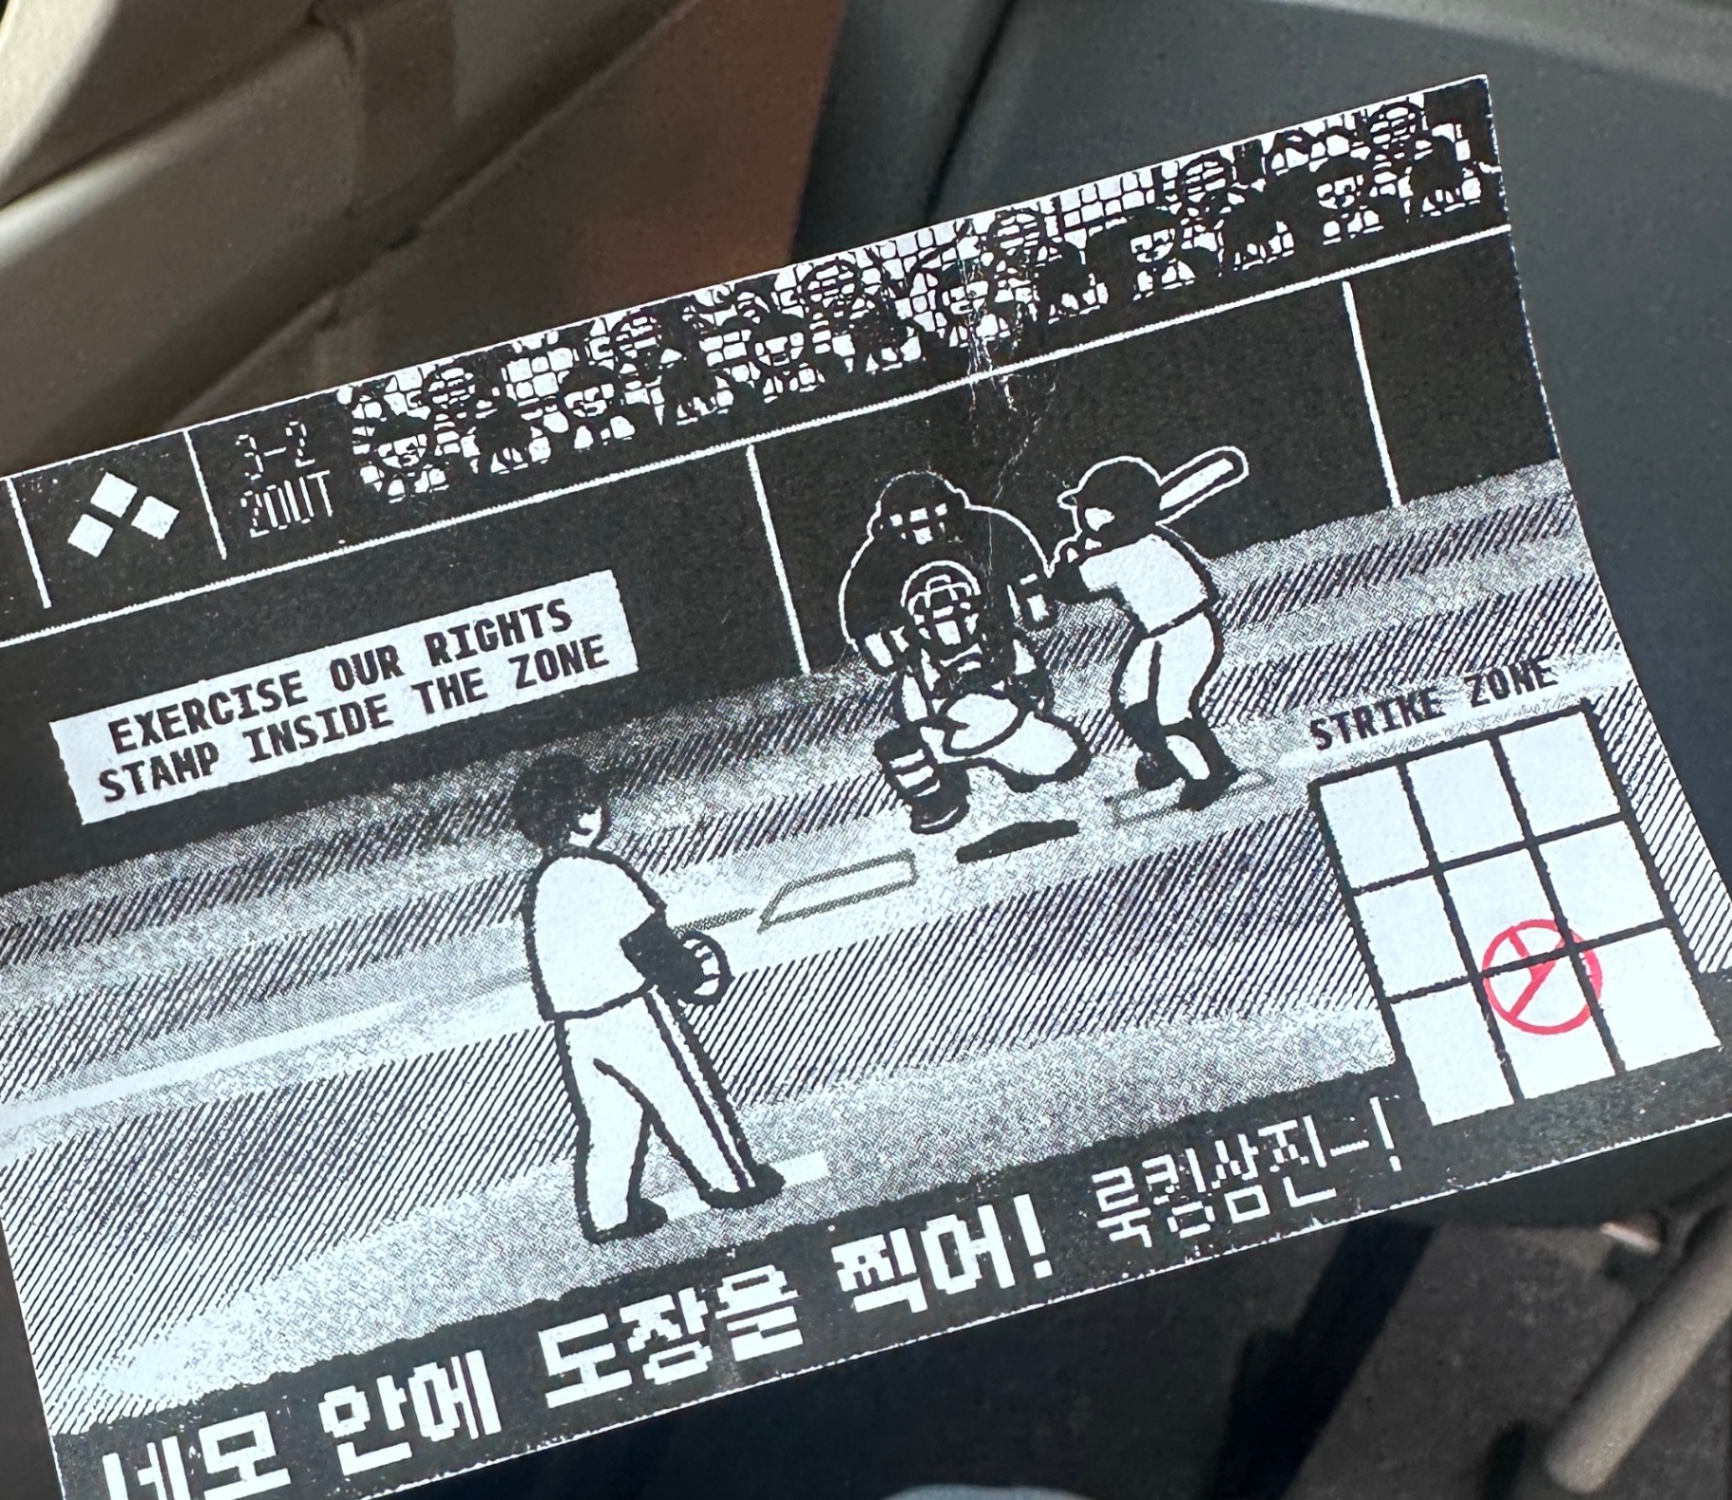 3-2
2OUT
EXERCISE OUR RIGHTS
STAMP INSIDE THE ZONE
STRIKE ZONE
네모 안에 도장을 찍어! 룩킹삼진-!